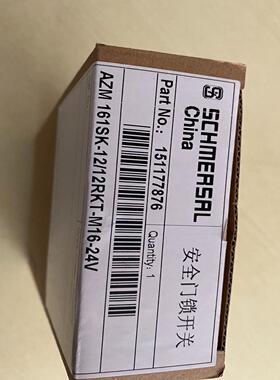 SCHMERSAL
China
安全门锁开关
Part No.: 151177876
Quantity: 1
AZM 161SK-12/12RKT-M16-24V